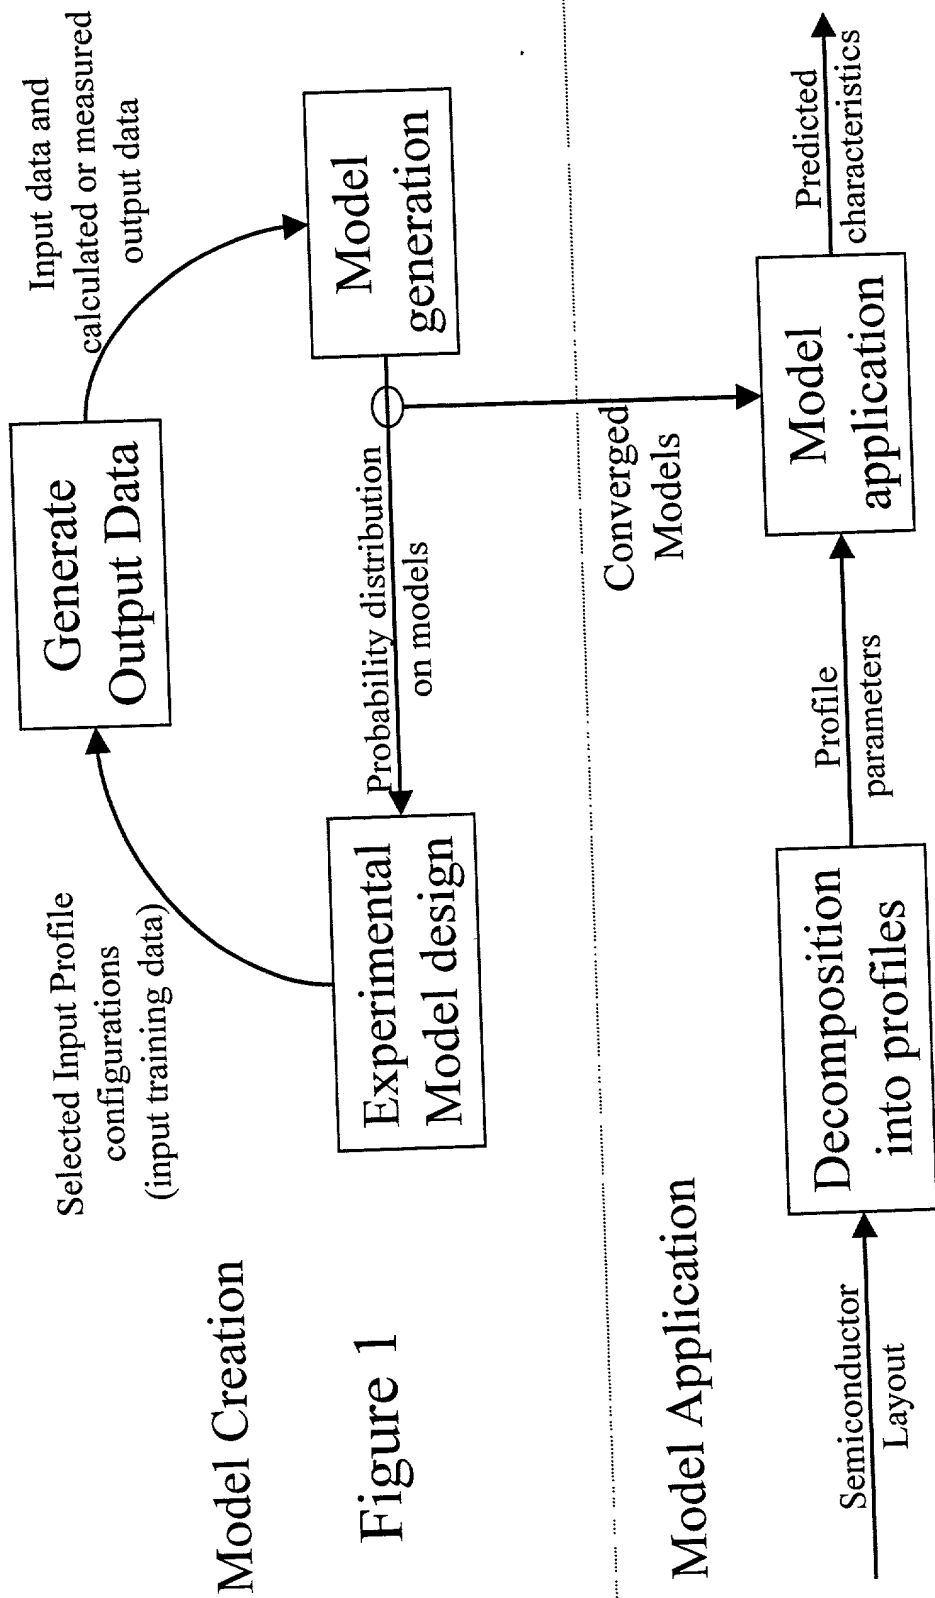 Model Creation
Figure 1
Selected Input Profile
configurations
(input training data)
Generate
Output Data
Input data and
calculated or measured
output data
Experimental
Model design
Probability distribution
on models
Model
generation
Converged
Models
Model Application
Semiconductor
Layout
Decomposition
into profiles
Profile
parameters
Model
application
Predicted
characteristics